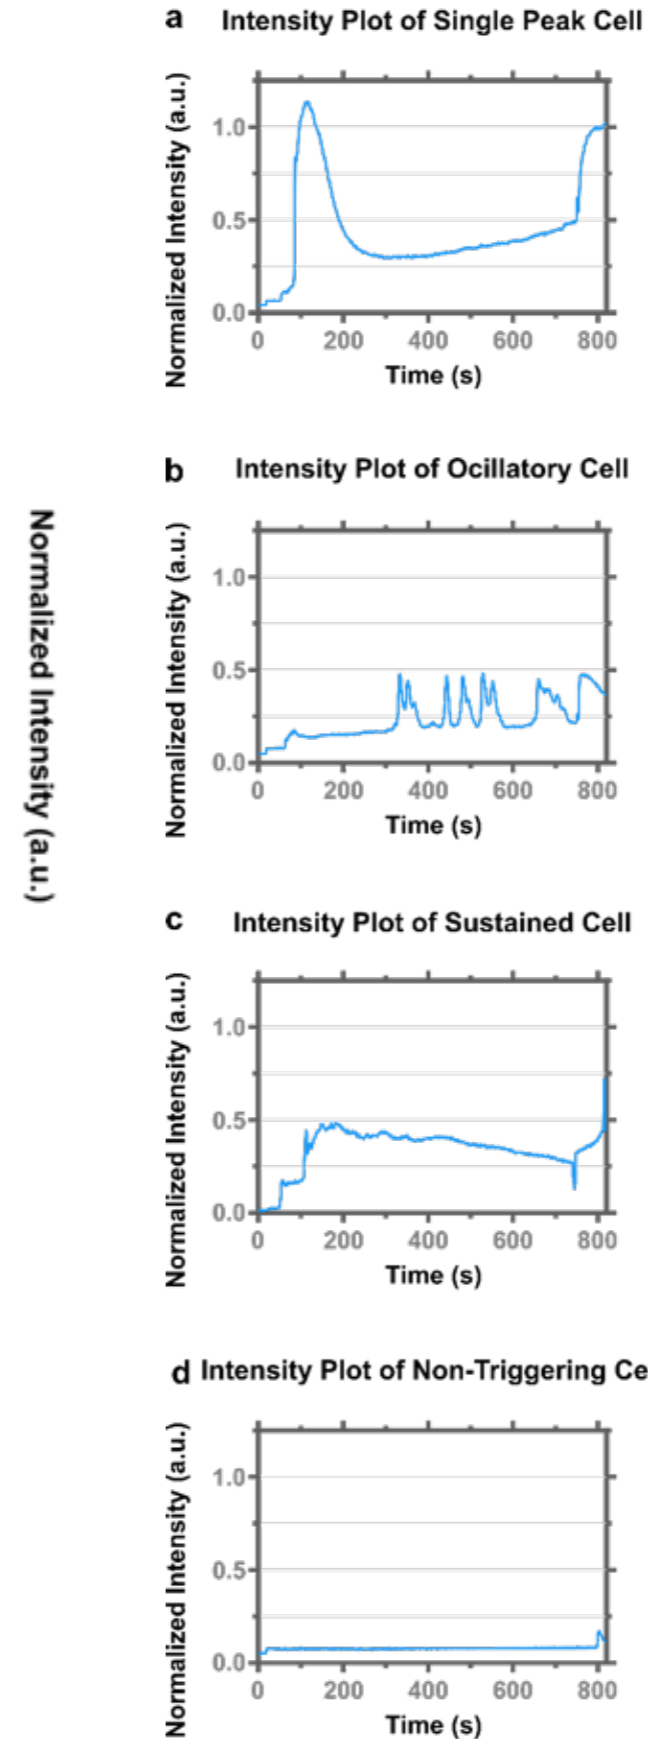 a Intensity Plot of Single Peak Cell
Normalized Intensity (a.u.)
1.0
0.5
0.0
0 200 400 600 800
Time (s)
b Intensity Plot of Ocillatory Cell
Normalized Intensity (a.u.)
1.0
0.5
0.0
0 200 400 600 800
Time (s)
Normalized Intensity (a.u.)
c Intensity Plot of Sustained Cell
Normalized Intensity (a.u.)
1.0
0.5
0.0
0 200 400 600 800
Time (s)
d Intensity Plot of Non-Triggering Ce
Normalized Intensity (a.u.)
1.0
0.5
0.0
0 200 400 600 800
Time (s)